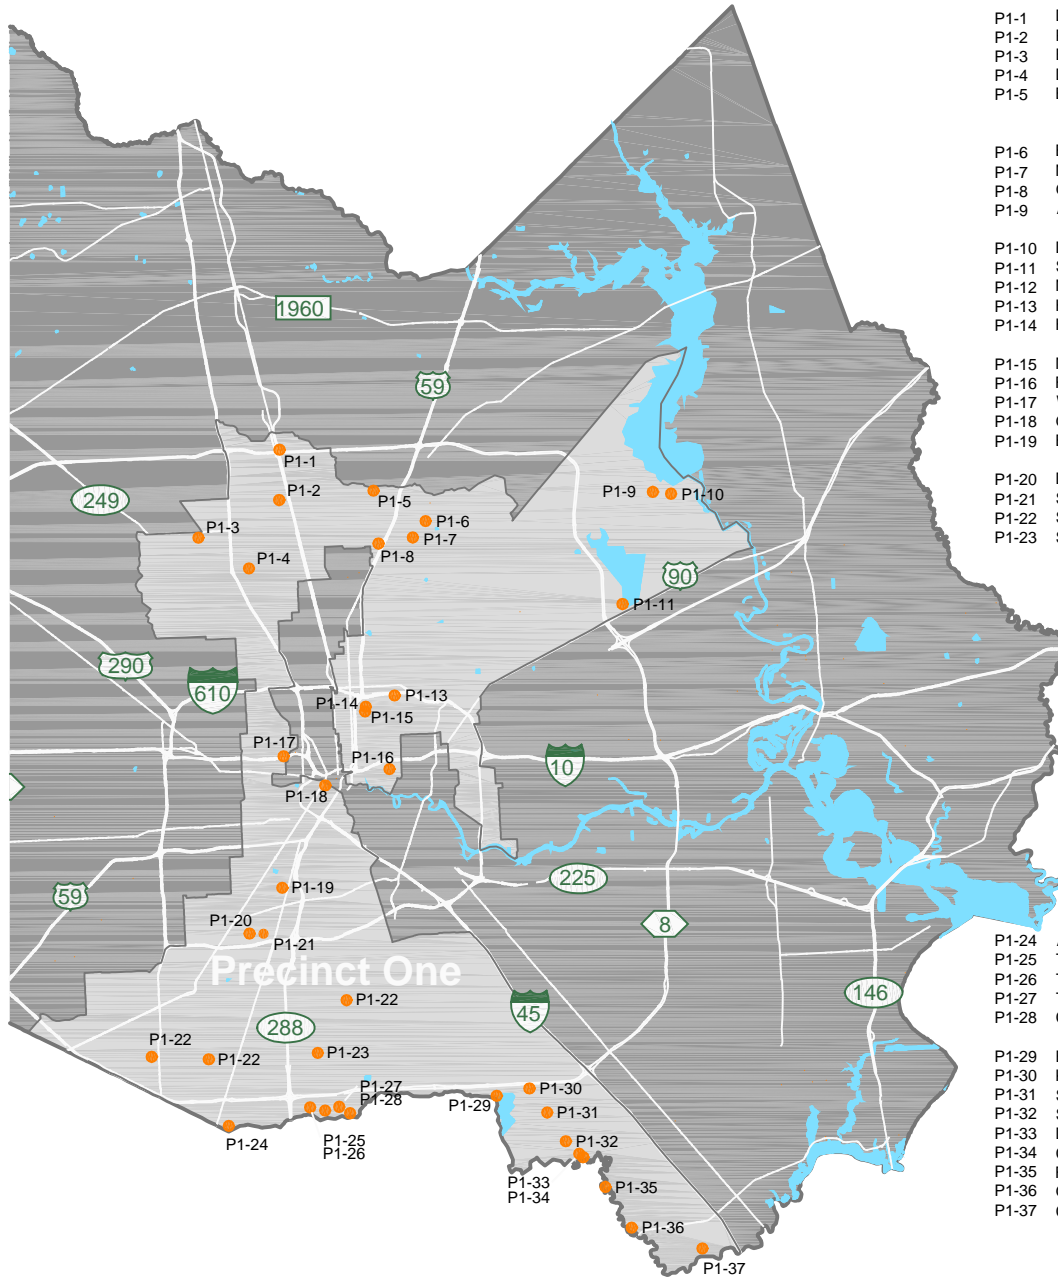 P1-1
P1-2
P1-3
P1-4
P1-5
P1-6
P1-7
P1-8
P1-9
P1-10
P1-11
P1-12
P1-13
P1-14
P1-15
P1-16
P1-17
P1-18
P1-19
P1-20
P1-21
P1-22
P1-23
1960
59
P1-1
249
P1-2
P1-5
P1-9
P1-10
P1-3
P1-6
P1-7
P1-8
P1-4
90
P1-11
290
610
P1-13
P1-14
P1-15
P1-17
P1-16
10
P1-18
59
P1-19
225
8
P1-20
P1-21
Precinct One
146
P1-22
45
288
P1-22
P1-22
P1-23
P1-27
P1-28
P1-29
P1-30
P1-31
P1-24
P1-25
P1-26
P1-32
P1-33
P1-34
P1-35
P1-36
P1-37
P1-24
P1-25
P1-26
P1-27
P1-28
P1-29
P1-30
P1-31
P1-32
P1-33
P1-34
P1-35
P1-36
P1-37